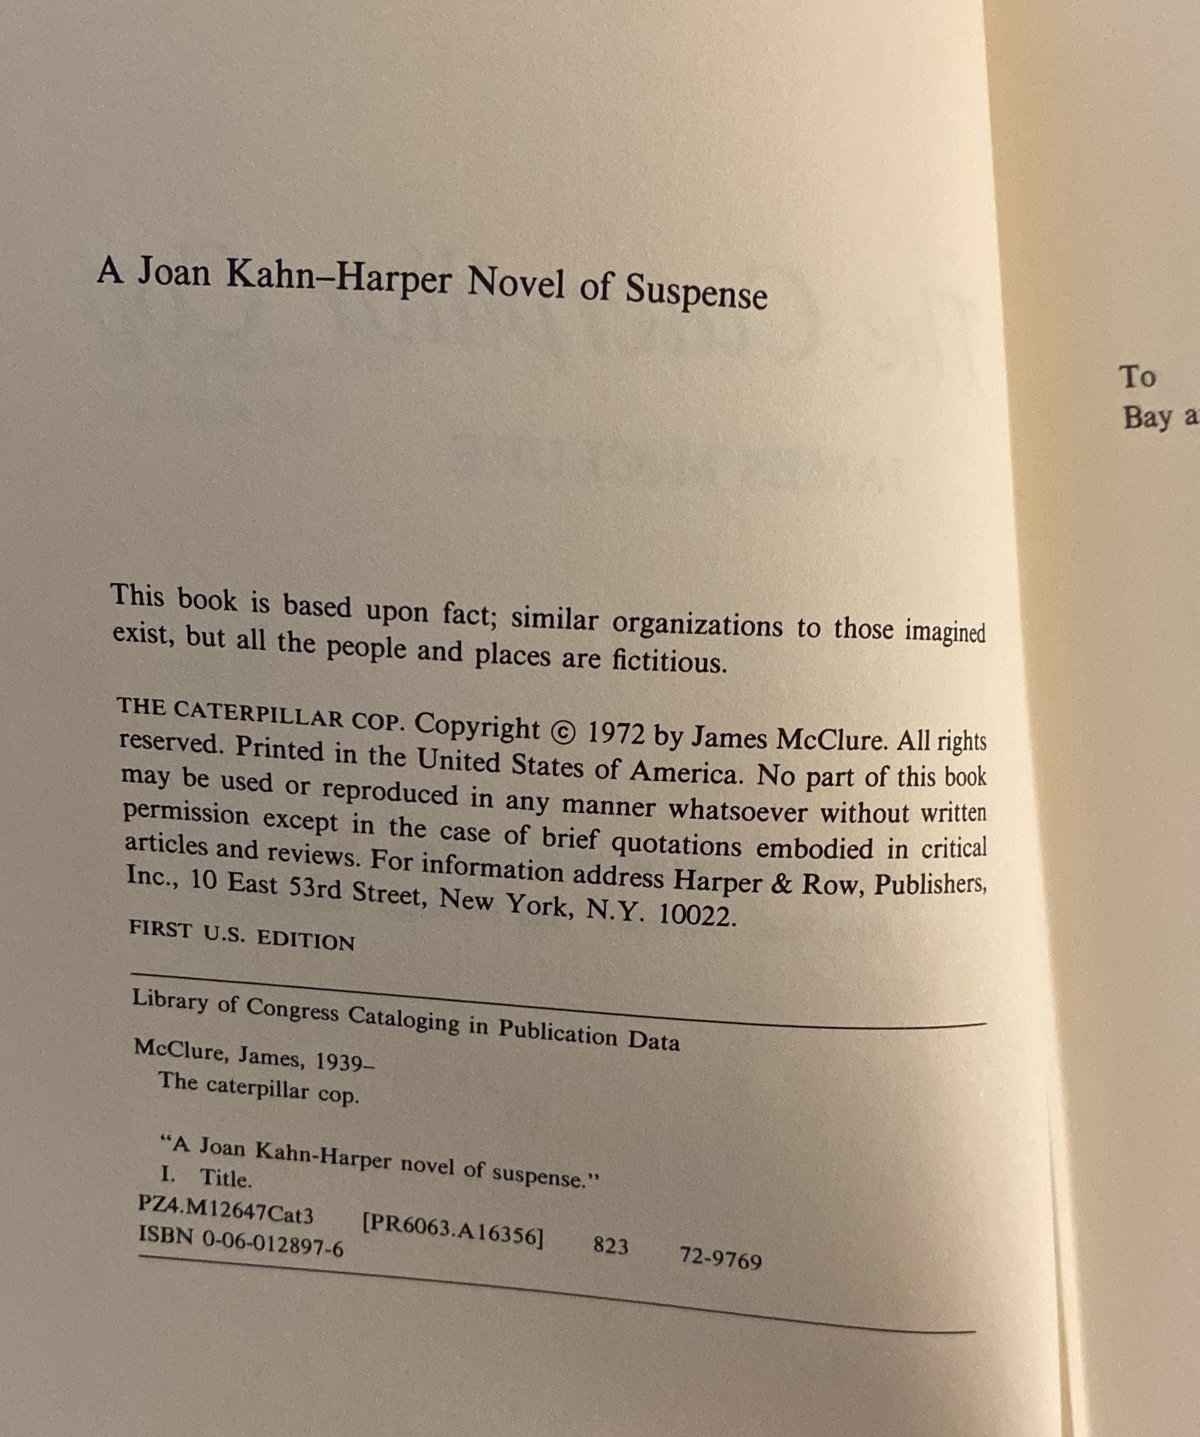 A Joan Kahn–Harper Novel of Suspense
This book is based upon fact; similar organizations to those imagined
exist, but all the people and places are fictitious.
THE CATERPILLAR COP. Copyright © 1972 by James McClure. All rights
reserved. Printed in the United States of America. No part of this book
may be used or reproduced in any manner whatsoever without written
permission except in the case of brief quotations embodied in critical
articles and reviews. For information address Harper & Row, Publishers,
Inc., 10 East 53rd Street, New York, N.Y. 10022.
FIRST U.S. EDITION
Library of Congress Cataloging in Publication Data
McClure, James, 1939–
The caterpillar cop.
“A Joan Kahn-Harper novel of suspense.”
I. Title.
PZ4.M12647Cat3 [PR6063.A16356] 823 72-9769
ISBN 0-06-012897-6
To
Bay